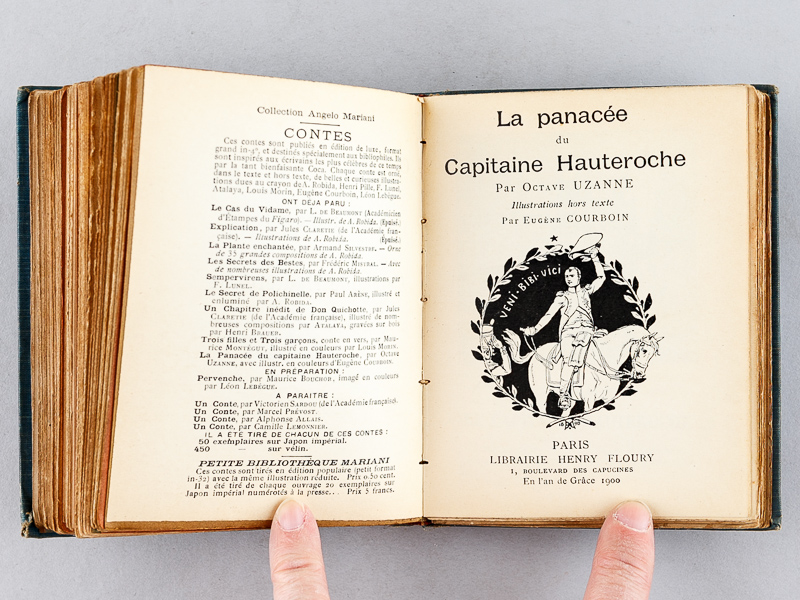 Collection Angelo Mariani
CONTES
Ces contes sont publiés en édition de luxe, format
grand in-8º, et destinés spécialement aux bibliophiles. Ils
sont inspirés aux écrivains les plus célèbres de ce temps
par la tant bienfaisante Coca. Chaque conte est orné,
dans le texte et hors texte, de belles et curieuses illustra-
tions dues au crayon de A. Robida, Henri Pille, F. Lunel,
Atalaya, Louis Morin, Eugène Courboin, Léon Lebègue.
ONT DÉJA PARU :
Le Cas du Vidame, par L. DE BEAUMONT (Académicien
d'Étampes du Figaro). — Illustr. de A. Robida. (Épuisé.)
Explication, par Jules CLARETIE (de l'Académie fran-
çaise). — Illustrations de A. Robida. (Épuisé.)
La Plante enchantée, par Armand SILVESTRE. — Orné
de 35 grandes compositions de A. Robida.
Les Secrets des Bestes, par Frédéric MISTRAL. — Avec
de nombreuses illustrations de A. Robida.
Sempervirens, par L. DE BEAUMONT, illustrations par
F. LUNEL.
Le Secret de Polichinelle, par Paul ARÈNE, illustré et
enluminé par A. ROBIDA.
Un Chapitre inédit de Don Quichotte, par Jules
CLARETIE (de l'Académie française), illustré de nom-
breuses compositions par ATALAYA, gravées sur bois
par Henri BRAUER.
Trois filles et Trois garçons, conte en vers, par Mau-
rice MONTÉGUT, illustré en couleurs par Louis MORIN.
La Panacée du capitaine Hauteroche, par OCTAVE
UZANNE, avec illustr. en couleurs d'Eugène COURBOIN.
EN PRÉPARATION :
Pervenche, par Maurice BOUCHOR, imagé en couleurs
par Léon LEBÈGUE.
A PARAITRE :
Un Conte, par Victorien SARDOU (de l'Académie française).
Un Conte, par Marcel PRÉVOST.
Un Conte, par Alphonse ALLAIS.
Un Conte, par Camille LEMONNIER.
IL A ÉTÉ TIRÉ DE CHACUN DE CES CONTES :
50 exemplaires sur Japon impérial.
450 — sur vélin.
PETITE BIBLIOTHÈQUE MARIANI
Ces contes sont tirés en édition populaire (petit format
in-32) avec la même illustration réduite. Prix 0 50 cent.
Il a été tiré de chaque ouvrage 20 exemplaires sur
Japon impérial numérotés à la presse... Prix 5 francs.
La panacée
du
Capitaine Hauteroche
Par OCTAVE UZANNE
Illustrations hors texte
Par EUGÈNE COURBOIN
VENI·BIBI·VICI
PARIS
LIBRAIRIE HENRY FLOURY
1, BOULEVARD DES CAPUCINES
En l'an de Grâce 1900